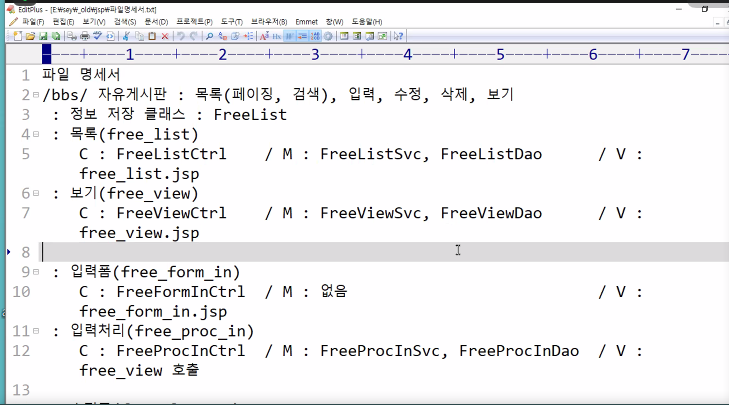 EditPlus - [E:￦sey￦_old￦jsp￦파일명세서.txt]
파일(F) 편집(E) 보기(V) 검색(S) 문서(D) 프로젝트(P) 도구(T) 브라우저(B) Emmet 창(W) 도움말(H)
----+----1----+----2----+----3----+----4----+----5----+----6----+----7----
1 파일 명세서
2 /bbs/ 자유게시판 : 목록(페이징, 검색), 입력, 수정, 삭제, 보기
3 : 정보 저장 클래스 : FreeList
4 : 목록(free_list)
5 C : FreeListCtrl / M : FreeListSvc, FreeListDao / V :
free_list.jsp
6 : 보기(free_view)
7 C : FreeViewCtrl / M : FreeViewSvc, FreeViewDao / V :
free_view.jsp
8
9 : 입력폼(free_form_in)
10 C : FreeFormInCtrl / M : 없음 / V :
free_form_in.jsp
11 : 입력처리(free_proc_in)
12 C : FreeProcInCtrl / M : FreeProcInSvc, FreeProcInDao / V :
free_view 호출
13